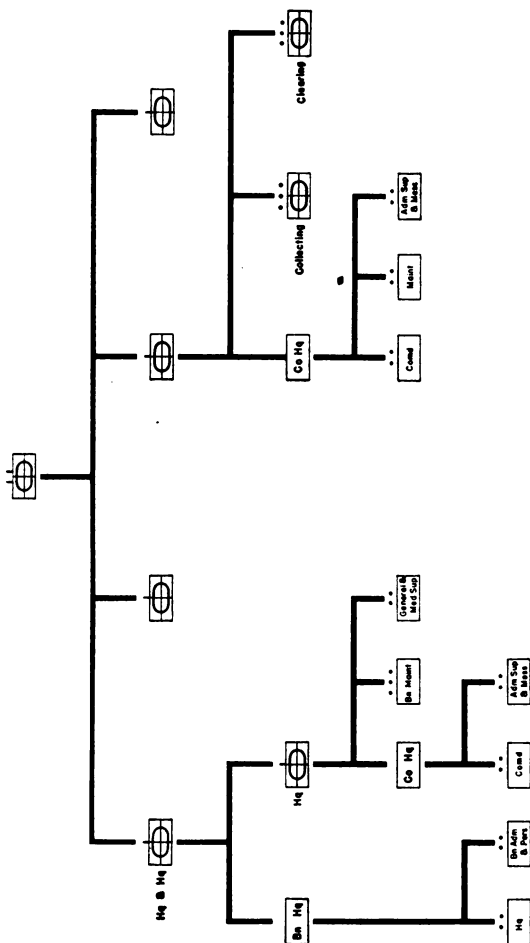 Hq & Hq
Bn Hq
Hq
Co Hq
Collecting
Clearing
Hq
Bn Adm
& Pers
Co Hq
Bn Maint
General &
Med Sup
Comd
Maint
Adm Sup
& Mess
Comd
Adm Sup
& Mess